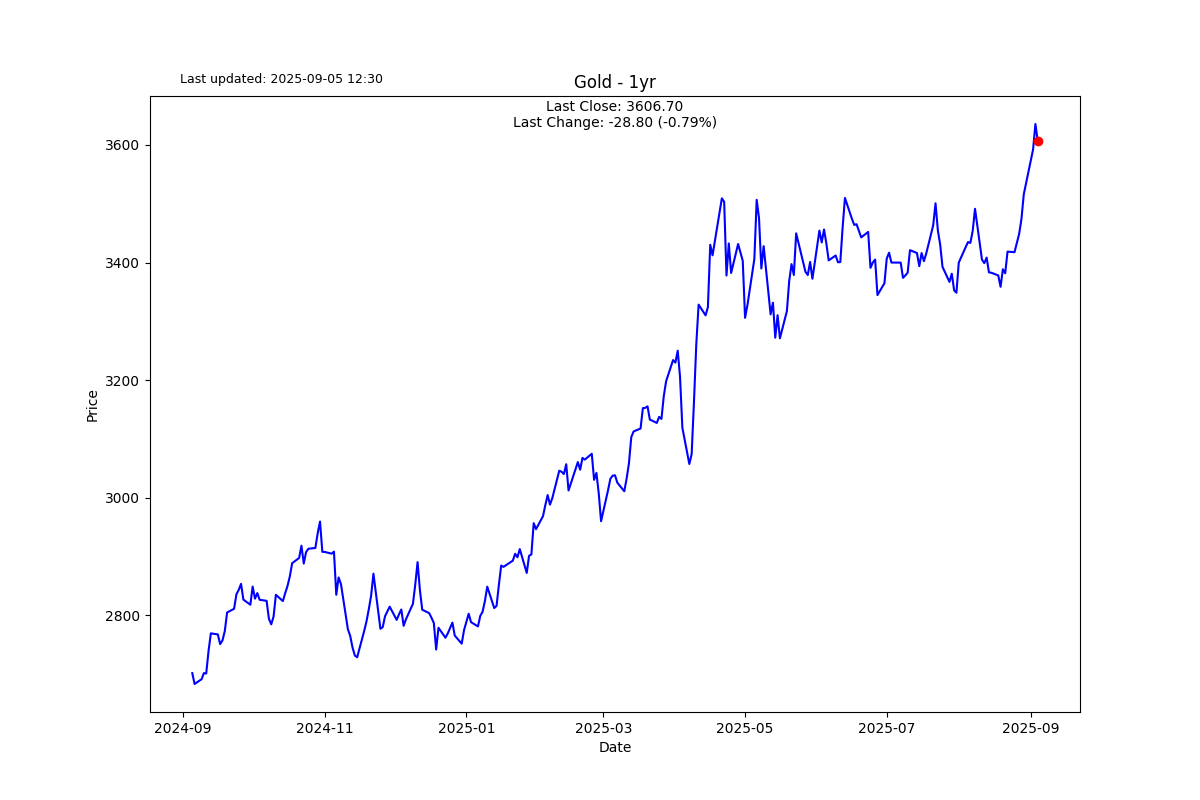 Last updated: 2025-09-05 12:30
Gold - 1yr
Last Close: 3606.70
Last Change: -28.80 (-0.79%)
3600
3400
3200
3000
2800
Price
2024-09
2024-11
2025-01
2025-03
2025-05
2025-07
2025-09
Date